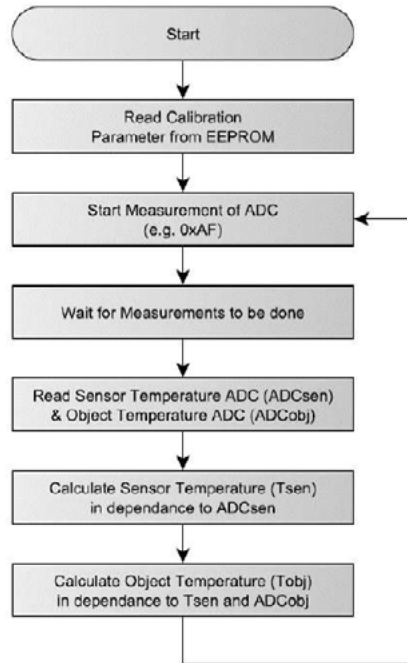 Start
Read Calibration
Parameter from EEPROM
Start Measurement of ADC
(e.g. 0xAF)
Wait for Measurements to be done
Read Sensor Temperature ADC (ADCsen)
& Object Temperature ADC (ADCobj)
Calculate Sensor Temperature (Tsen)
in dependance to ADCsen
Calculate Object Temperature (Tobj)
in dependance to Tsen and ADCobj